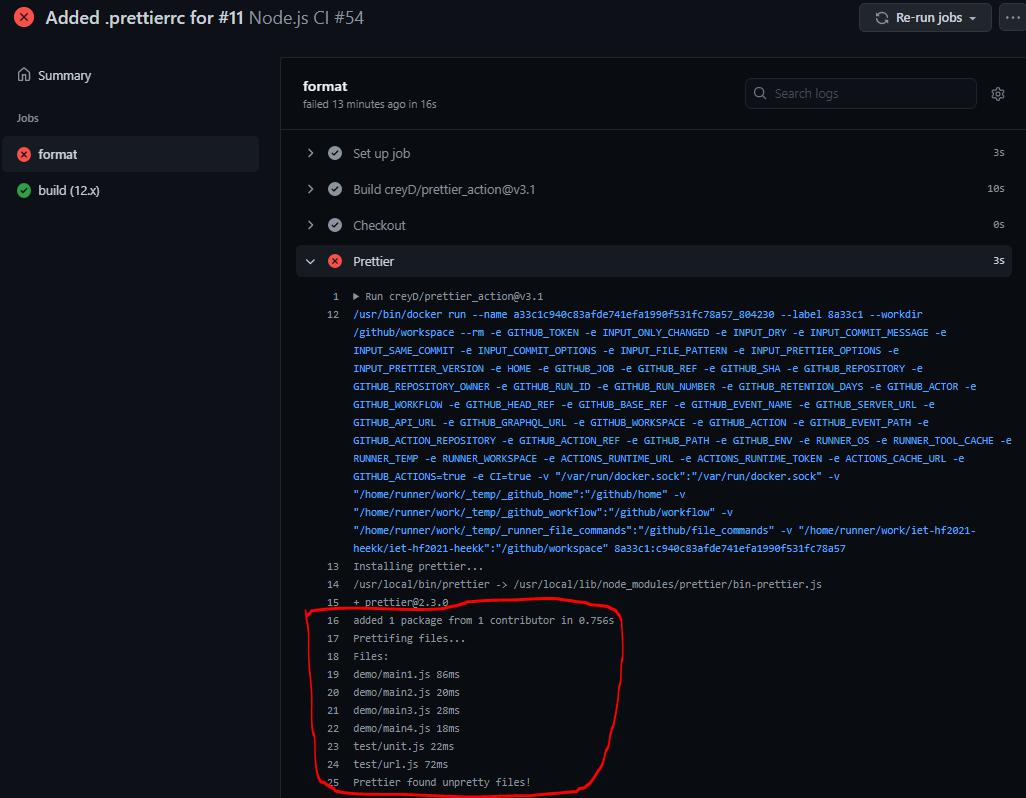 Added .prettierrc for #11 Node.js CI #54
Re-run jobs
Summary
Jobs
format
build (12.x)
format
failed 13 minutes ago in 16s
Search logs
Set up job 3s
Build creyD/prettier_action@v3.1 10s
Checkout 0s
Prettier 3s
1 Run creyD/prettier_action@v3.1
12 /usr/bin/docker run --name a33c1c940c83afde741efa1990f531fc78a57_804230 --label 8a33c1 --workdir
/github/workspace --rm -e GITHUB_TOKEN -e INPUT_ONLY_CHANGED -e INPUT_DRY -e INPUT_COMMIT_MESSAGE -e
INPUT_SAME_COMMIT -e INPUT_COMMIT_OPTIONS -e INPUT_FILE_PATTERN -e INPUT_PRETTIER_OPTIONS -e
INPUT_PRETTIER_VERSION -e HOME -e GITHUB_JOB -e GITHUB_REF -e GITHUB_SHA -e GITHUB_REPOSITORY -e
GITHUB_REPOSITORY_OWNER -e GITHUB_RUN_ID -e GITHUB_RUN_NUMBER -e GITHUB_RETENTION_DAYS -e GITHUB_ACTOR -e
GITHUB_WORKFLOW -e GITHUB_HEAD_REF -e GITHUB_BASE_REF -e GITHUB_EVENT_NAME -e GITHUB_SERVER_URL -e
GITHUB_API_URL -e GITHUB_GRAPHQL_URL -e GITHUB_WORKSPACE -e GITHUB_ACTION -e GITHUB_EVENT_PATH -e
GITHUB_ACTION_REPOSITORY -e GITHUB_ACTION_REF -e GITHUB_PATH -e GITHUB_ENV -e RUNNER_OS -e RUNNER_TOOL_CACHE -e
RUNNER_TEMP -e RUNNER_WORKSPACE -e ACTIONS_RUNTIME_URL -e ACTIONS_RUNTIME_TOKEN -e ACTIONS_CACHE_URL -e
GITHUB_ACTIONS=true -e CI=true -v "/var/run/docker.sock":"/var/run/docker.sock" -v
"/home/runner/work/_temp/_github_home":"/github/home" -v
"/home/runner/work/_temp/_github_workflow":"/github/workflow" -v
"/home/runner/work/_temp/_runner_file_commands":"/github/file_commands" -v "/home/runner/work/iet-hf2021-
heekk/iet-hf2021-heekk":"/github/workspace" 8a33c1:c940c83afde741efa1990f531fc78a57
13 Installing prettier...
14 /usr/local/bin/prettier -> /usr/local/lib/node_modules/prettier/bin-prettier.js
15 + prettier@2.3.0
16 added 1 package from 1 contributor in 0.756s
17 Prettifing files...
18 Files:
19 demo/main1.js 86ms
20 demo/main2.js 20ms
21 demo/main3.js 28ms
22 demo/main4.js 18ms
23 test/unit.js 22ms
24 test/url.js 72ms
25 Prettier found unpretty files!